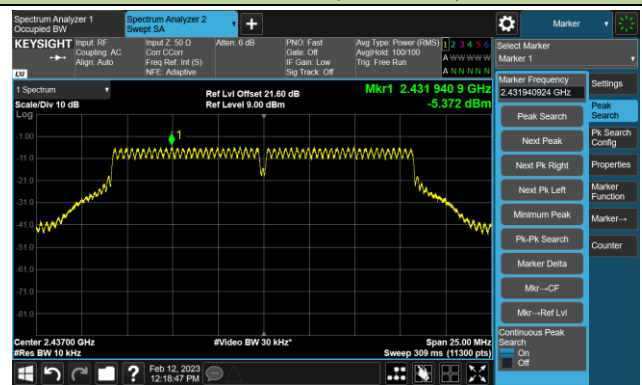 Spectrum Analyzer 1
Occupied BW
Spectrum Analyzer 2
Swept SA
Marker
KEYSIGHT
Input: RF
Coupling: AC
Align: Auto
Input Z: 50 Ω
Corr CCorr
Freq Ref: Int (S)
NFE: Adaptive
Atten: 6 dB
PNO: Fast
Gate: Off
IF Gain: Low
Sig Track: Off
Avg Type: Power (RMS)
Avg|Hold: 100/100
Trig: Free Run
1 2 3 4 5 6
A W W W W W
A N N N N N
LXI
Select Marker
Marker 1
1 Spectrum
Scale/Div 10 dB
Log
Ref Lvl Offset 21.60 dB
Ref Level 9.00 dBm
Mkr1 2.431 940 9 GHz
-5.372 dBm
-1.00
-11.0
-21.0
-31.0
-41.0
-51.0
-61.0
-71.0
-81.0
1
Center 2.43700 GHz
#Res BW 10 kHz
#Video BW 30 kHz*
Span 25.00 MHz
Sweep 309 ms (11300 pts)
Marker Frequency
2.431940924 GHz
Peak Search
Next Peak
Next Pk Right
Next Pk Left
Minimum Peak
Pk-Pk Search
Marker Delta
Mkr→CF
Mkr→Ref Lvl
Continuous Peak
Search
On
Off
Settings
Peak
Search
Pk Search
Config
Properties
Marker
Function
Marker→
Counter
Feb 12, 2023
12:18:47 PM